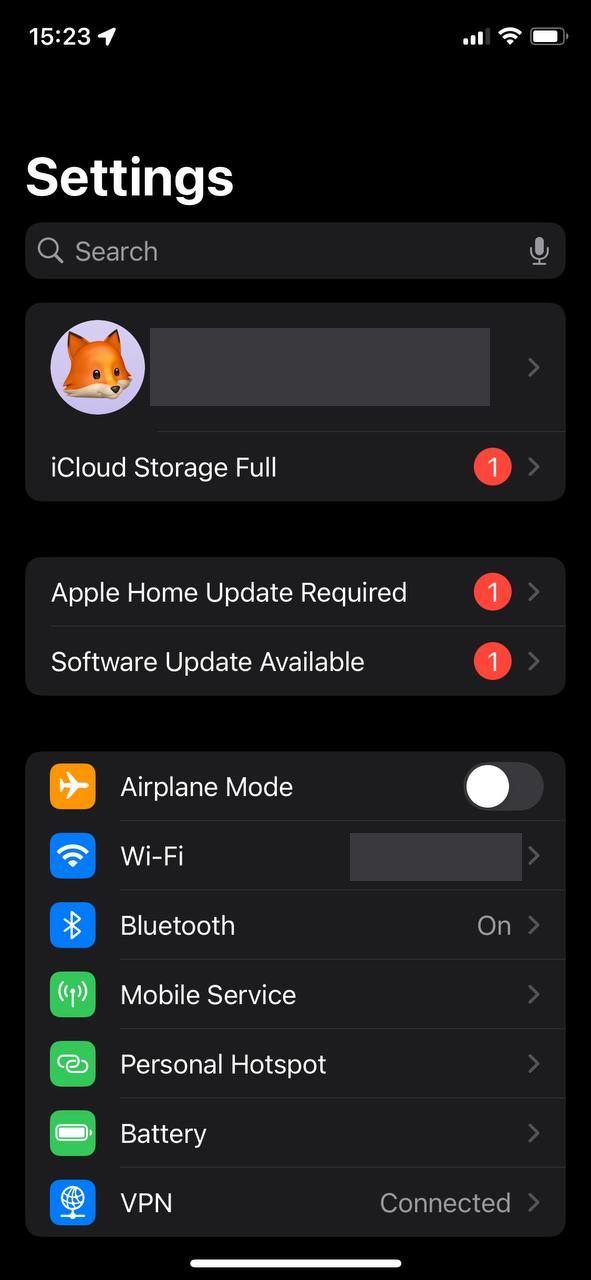 15:23
Settings
Search
iCloud Storage Full 1
Apple Home Update Required 1
Software Update Available 1
Airplane Mode
Wi-Fi
Bluetooth On
Mobile Service
Personal Hotspot
Battery
VPN Connected